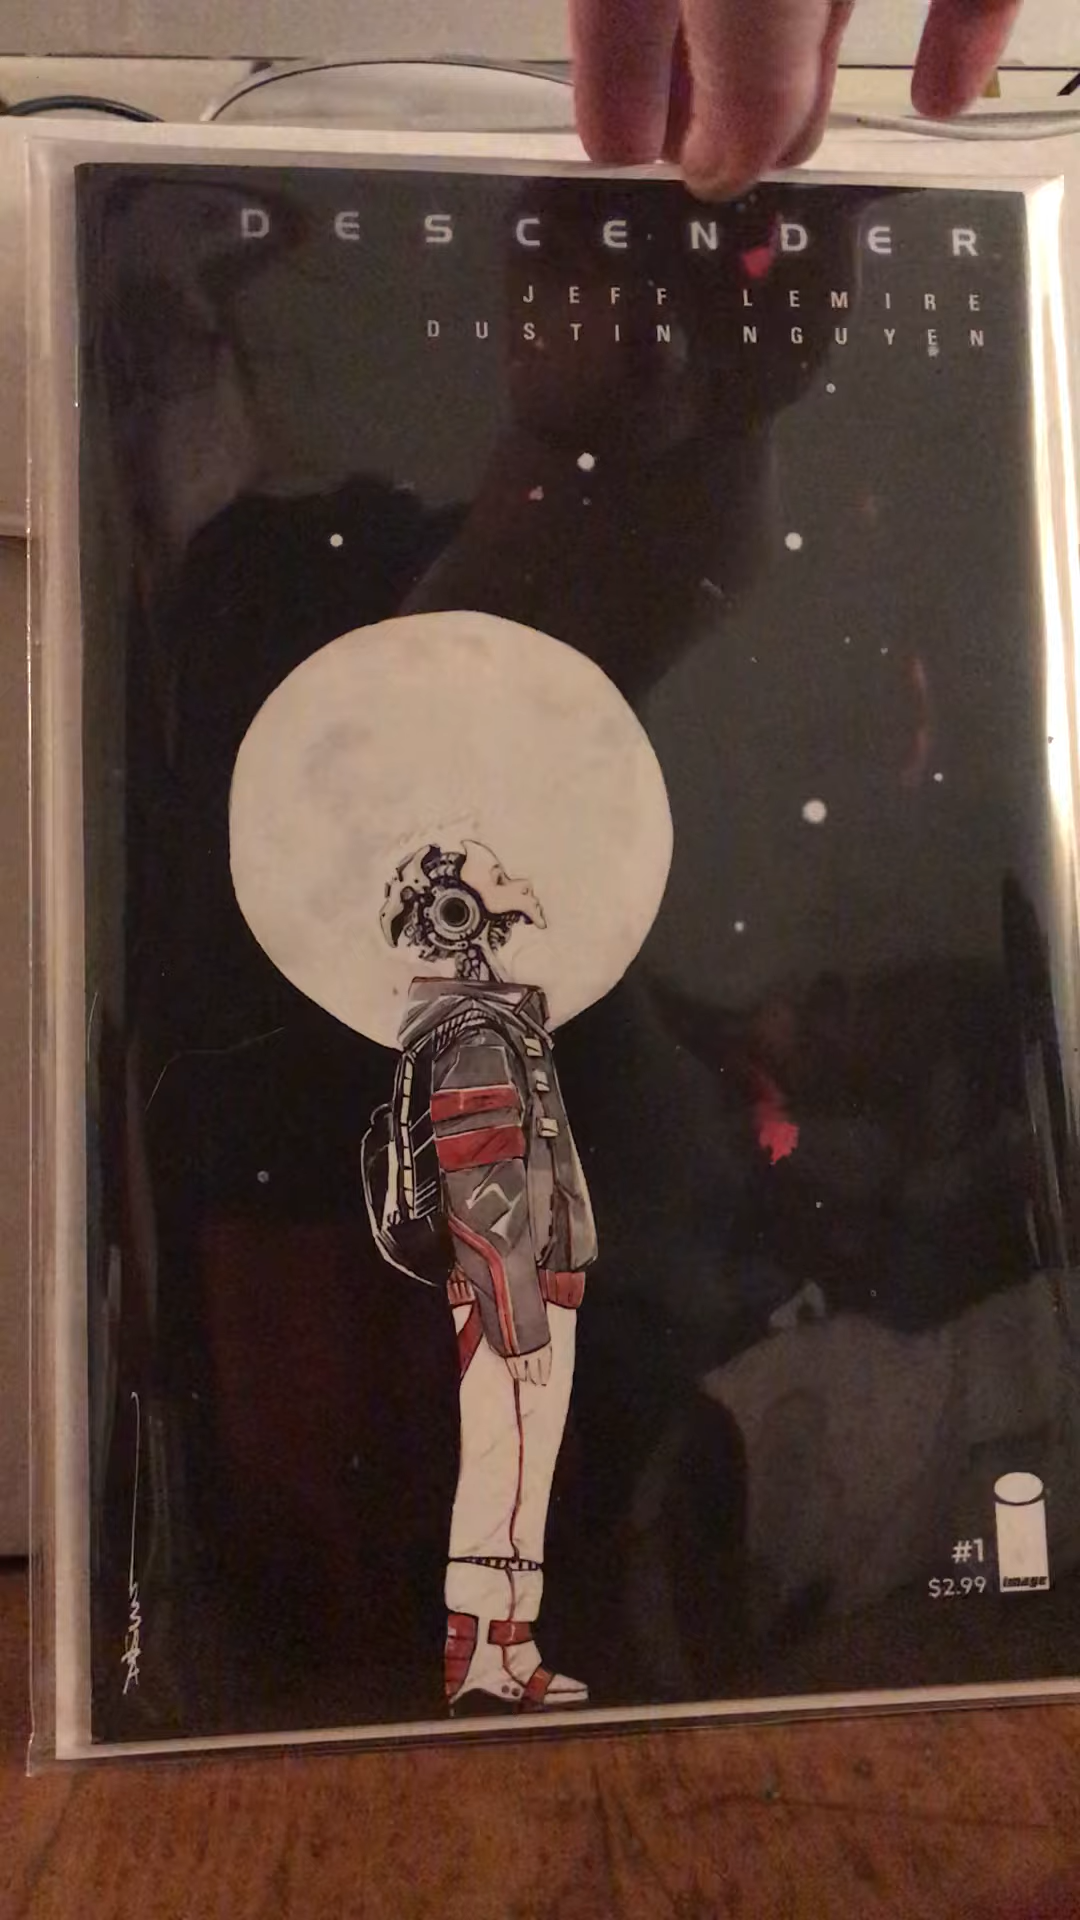 DESCENDER
JEFF LEMIRE
DUSTIN NGUYEN
#1
$2.99
image